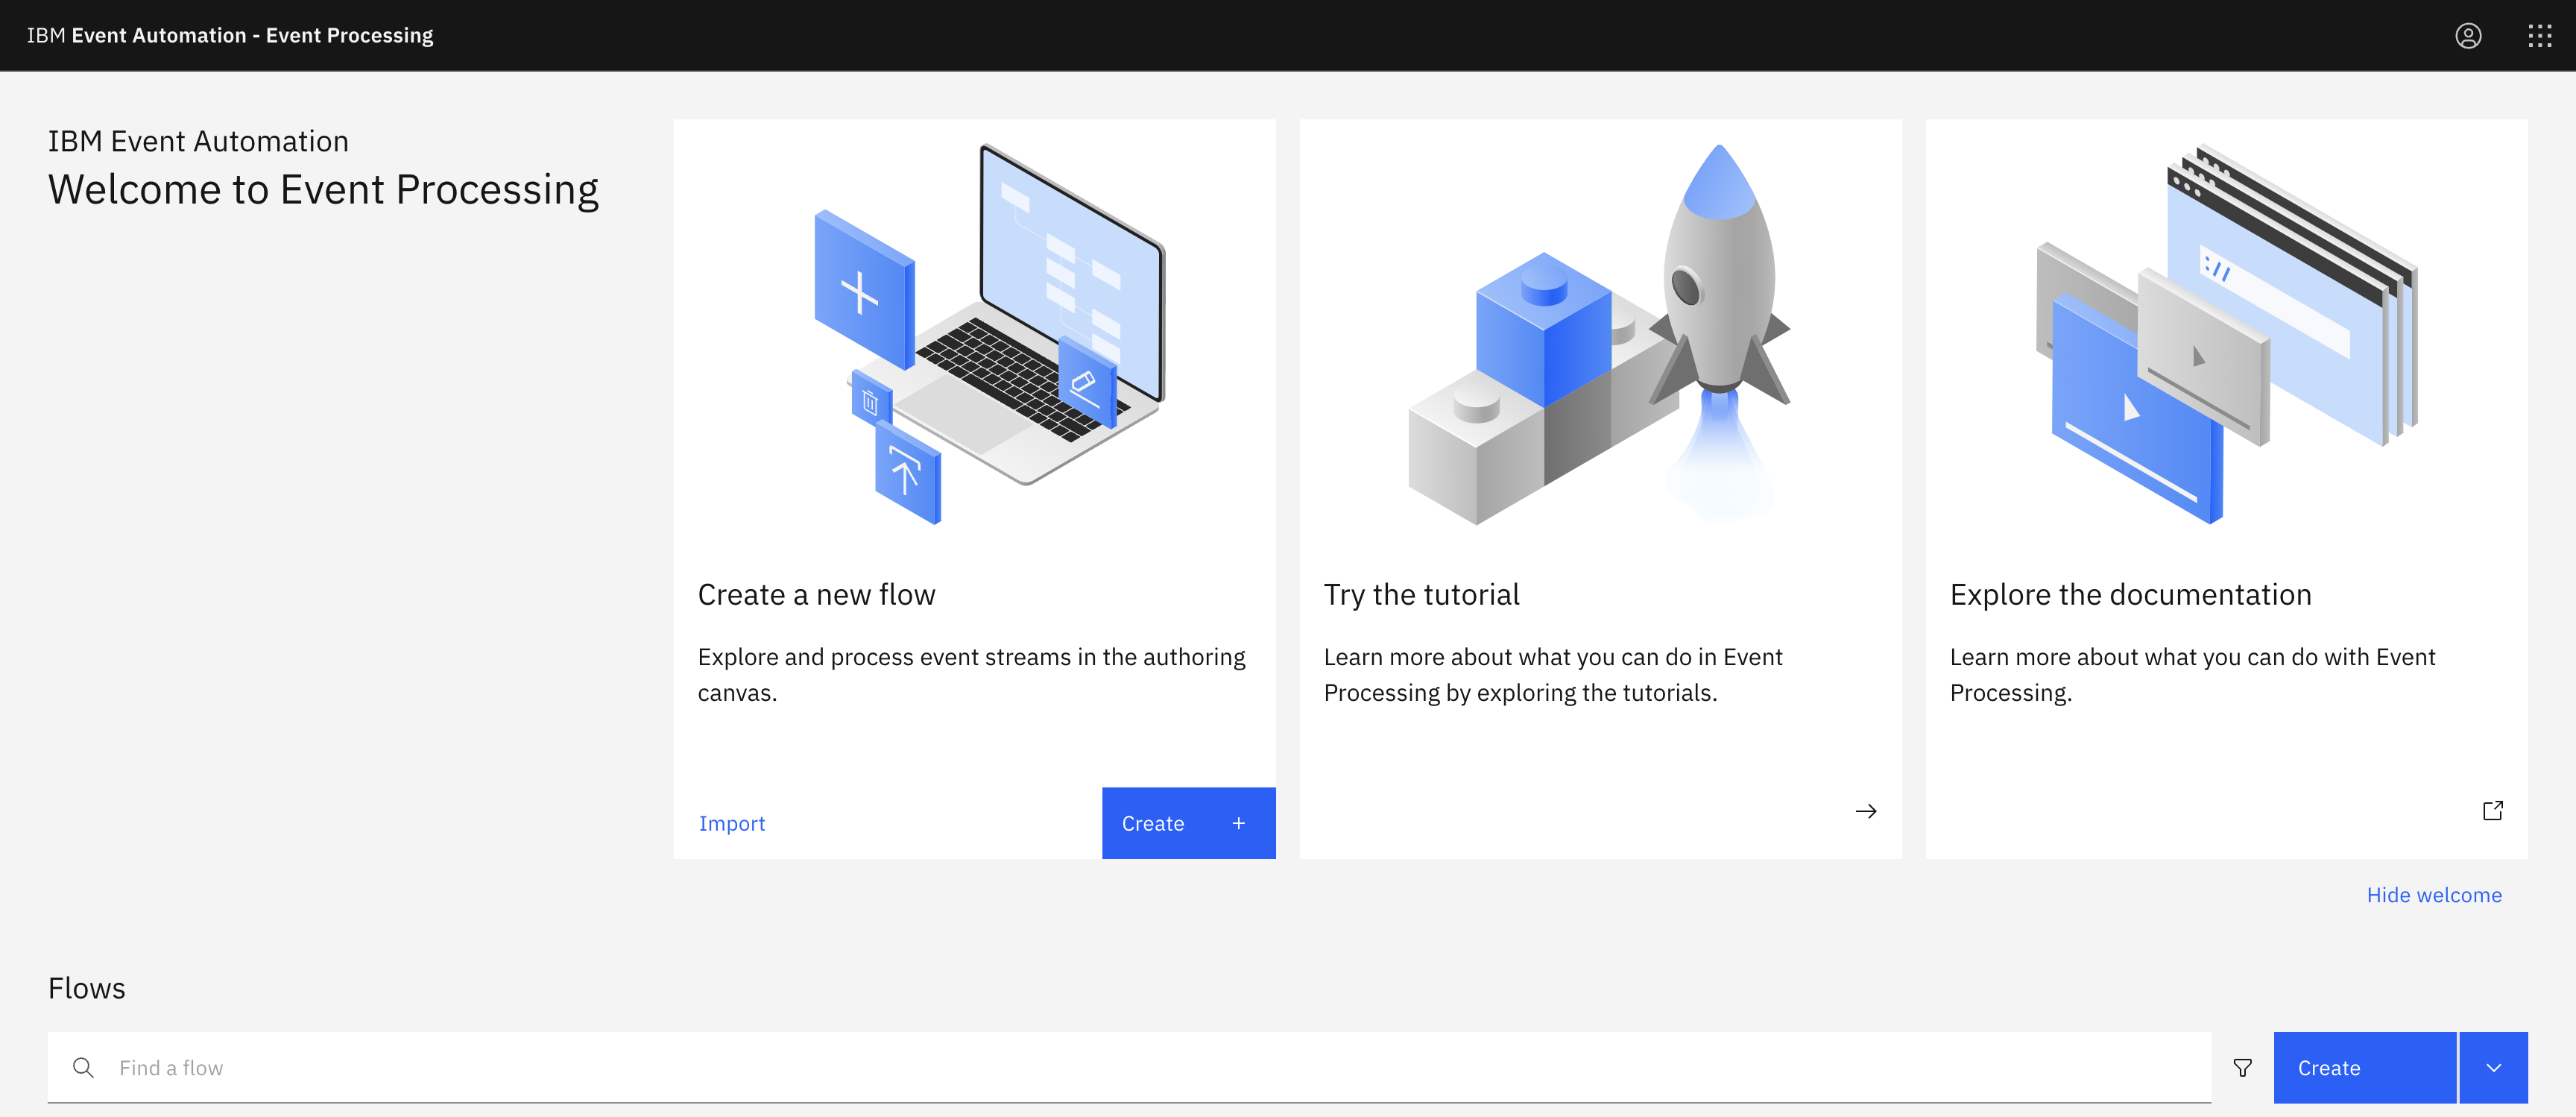 IBM Event Automation - Event Processing
IBM Event Automation
Welcome to Event Processing
Create a new flow
Explore and process event streams in the authoring
canvas.
Import
Create
Try the tutorial
Learn more about what you can do in Event
Processing by exploring the tutorials.
Explore the documentation
Learn more about what you can do with Event
Processing.
://
Hide welcome
Flows
Find a flow
Create